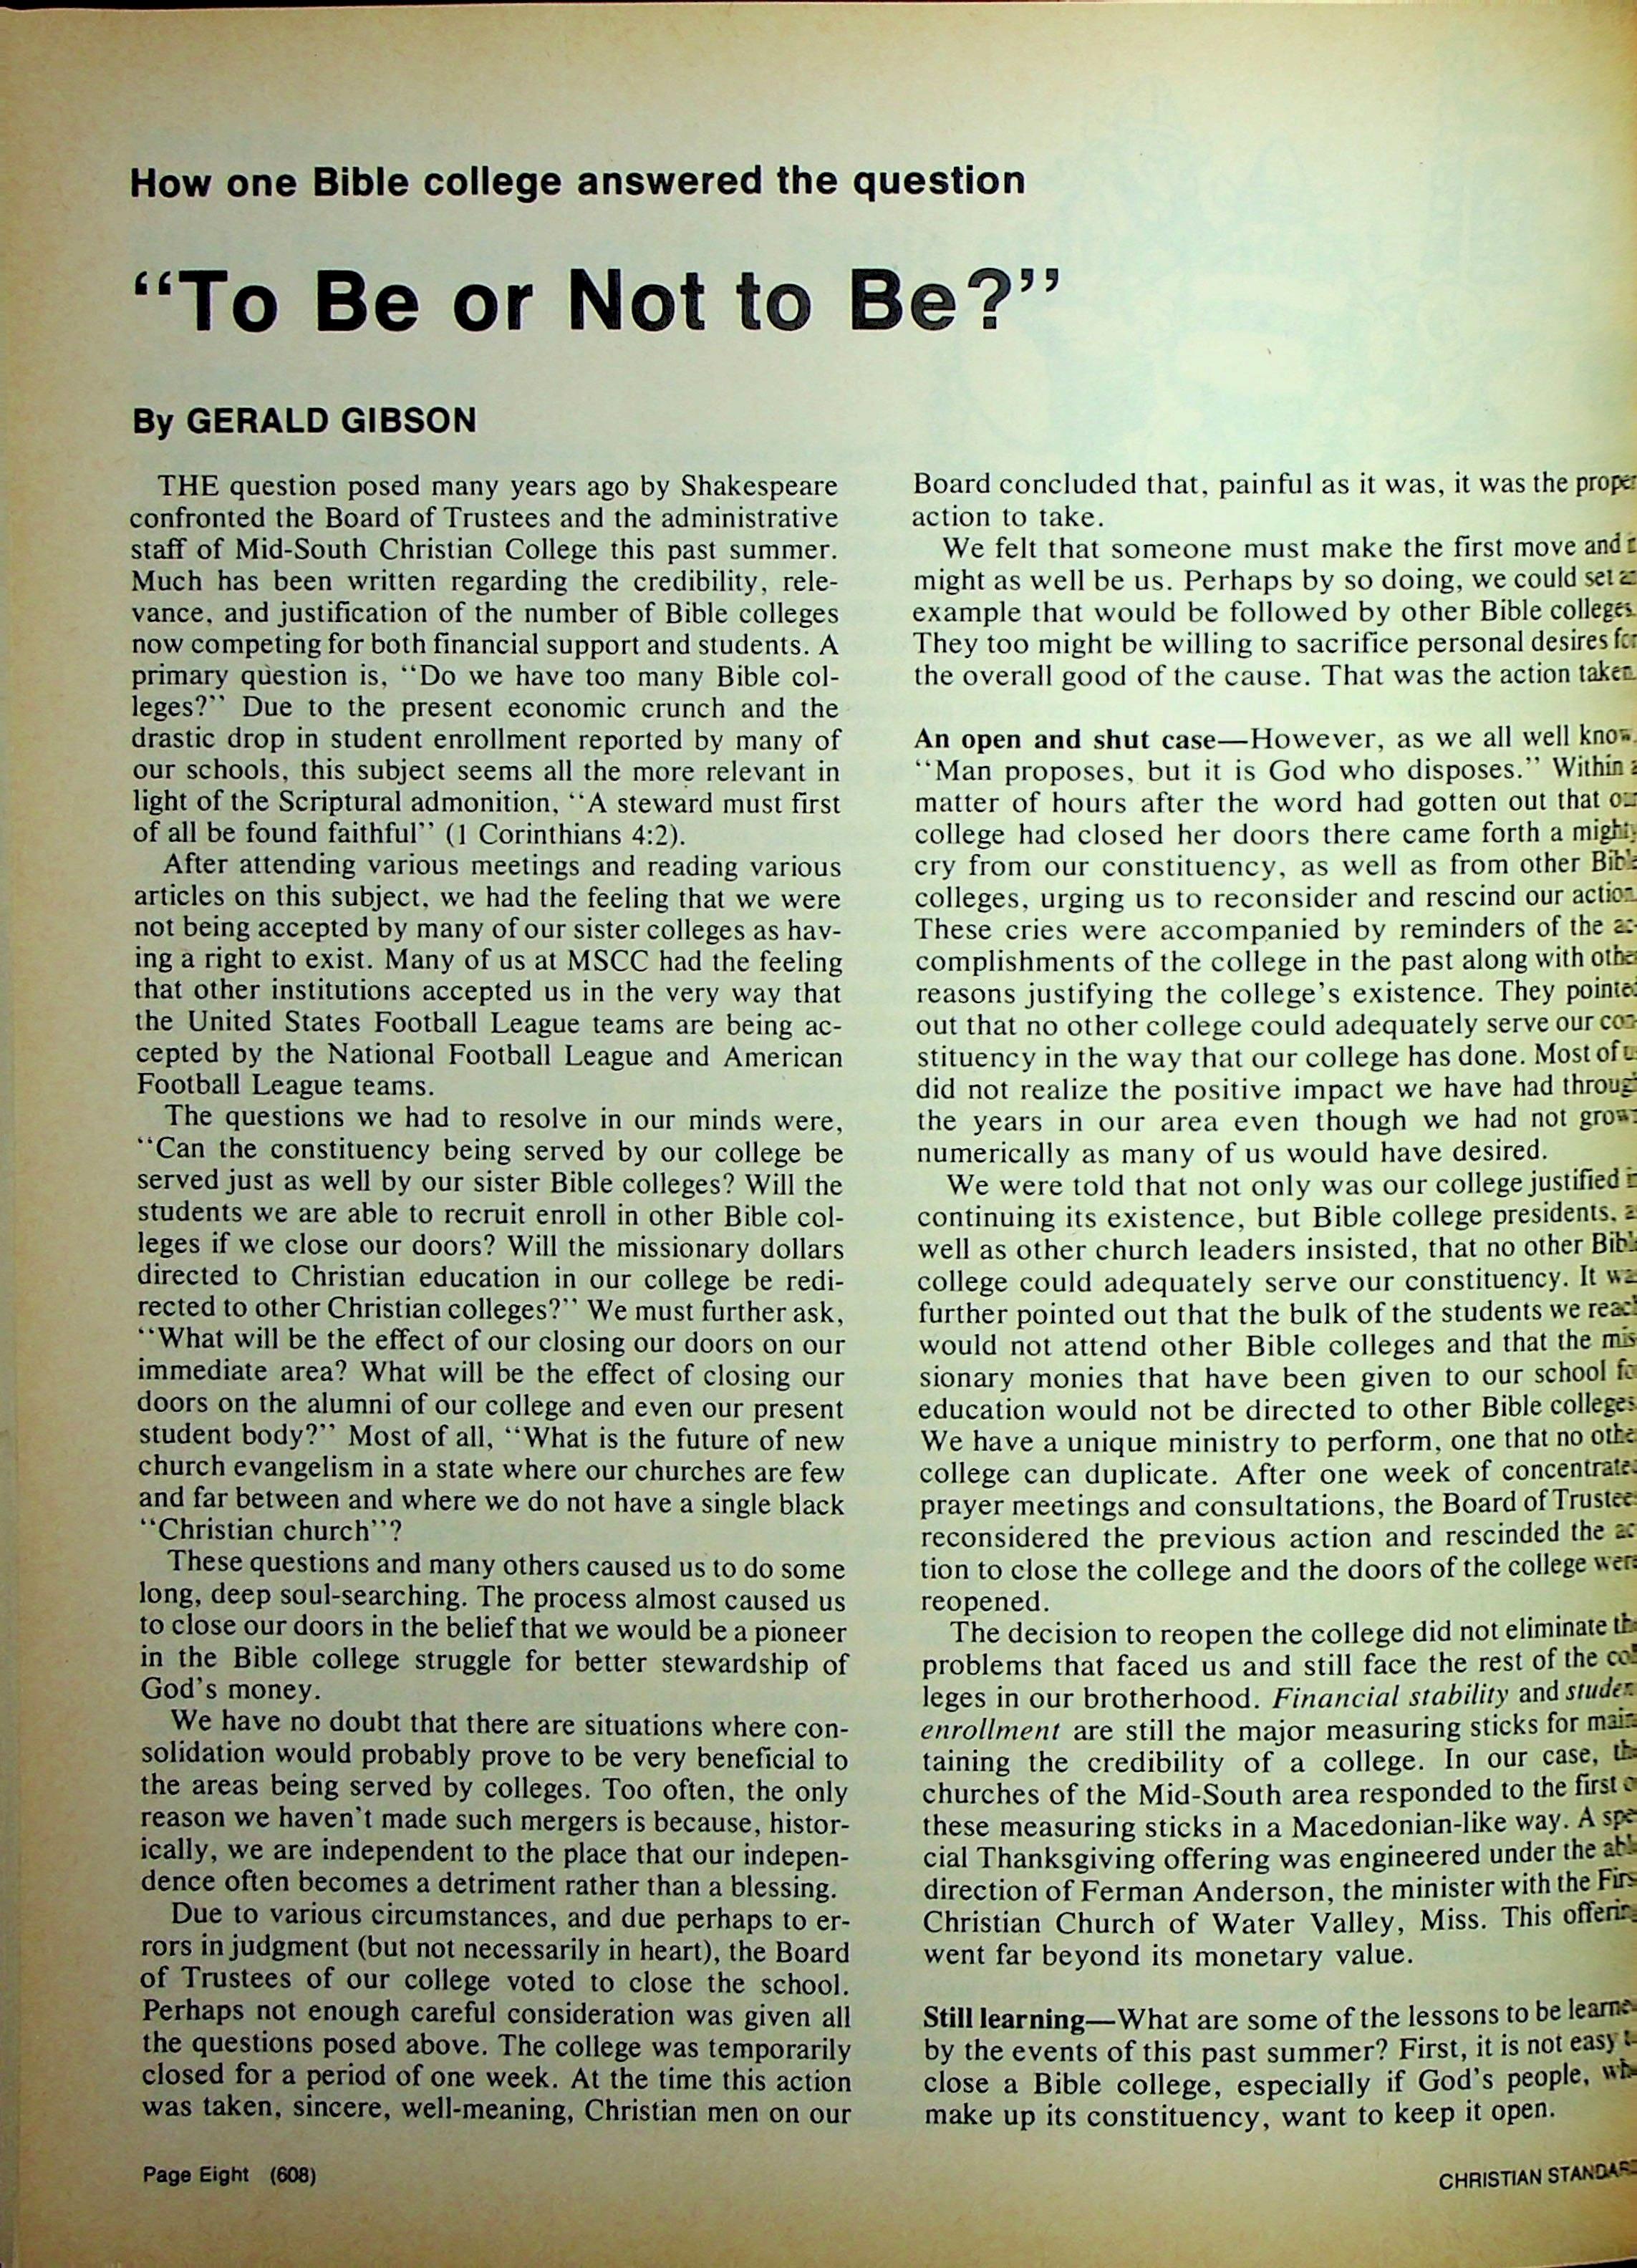 How one Bible college answered the question
“To Be or Not to Be?”
By GERALD GIBSON
THE question posed many years ago by Shakespeare
confronted the Board of Trustees and the administrative
staff of Mid-South Christian College this past summer.
Much has been written regarding the credibility, rele-
vance, and justification of the number of Bible colleges
now competing for both financial support and students. A
primary question is, “Do we have too many Bible col-
leges?” Due to the present economic crunch and the
drastic drop in student enrollment reported by many of
our schools, this subject seems all the more relevant in
light of the Scriptural admonition, “A steward must first
of all be found faithful” (1 Corinthians 4:2).
After attending various meetings and reading various
articles on this subject, we had the feeling that we were
not being accepted by many of our sister colleges as hav-
ing a right to exist. Many of us at MSCC had the feeling
that other institutions accepted us in the very way that
the United States Football League teams are being ac-
cepted by the National Football League and American
Football League teams.
The questions we had to resolve in our minds were,
“Can the constituency being served by our college be
served just as well by our sister Bible colleges? Will the
students we are able to recruit enroll in other Bible col-
leges if we close our doors? Will the missionary dollars
directed to Christian education in our college be redi-
rected to other Christian colleges?” We must further ask,
“What will be the effect of our closing our doors on our
immediate area? What will be the effect of closing our
doors on the alumni of our college and even our present
student body?” Most of all, “What is the future of new
church evangelism in a state where our churches are few
and far between and where we do not have a single black
“Christian church”?
These questions and many others caused us to do some
long, deep soul-searching. The process almost caused us
to close our doors in the belief that we would be a pioneer
in the Bible college struggle for better stewardship of
God's money.
We have no doubt that there are situations where con-
solidation would probably prove to be very beneficial to
the areas being served by colleges. Too often, the only
reason we haven't made such mergers is because, histor-
ically, we are independent to the place that our indepen-
dence often becomes a detriment rather than a blessing.
Due to various circumstances, and due perhaps to er-
rors in judgment (but not necessarily in heart), the Board
of Trustees of our college voted to close the school.
Perhaps not enough careful consideration was given all
the questions posed above. The college was temporarily
closed for a period of one week. At the time this action
was taken, sincere, well-meaning, Christian men on our
Board concluded that, painful as it was, it was the proper
action to take.
We felt that someone must make the first move and
might as well be us. Perhaps by so doing, we could set
example that would be followed by other Bible colleges.
They too might be willing to sacrifice personal desires for
the overall good of the cause. That was the action taken.
An open and shut case—However, as we all well know,
“Man proposes, but it is God who disposes.” Within
matter of hours after the word had gotten out that our
college had closed her doors there came forth a mighty
cry from our constituency, as well as from other Bible
colleges, urging us to reconsider and rescind our action.
These cries were accompanied by reminders of the ac-
complishments of the college in the past along with other
reasons justifying the college's existence. They pointed
out that no other college could adequately serve our con-
stituency in the way that our college has done. Most of
did not realize the positive impact we have had through
the years in our area even though we had not grown
numerically as many of us would have desired.
We were told that not only was our college justified
continuing its existence, but Bible college presidents,
well as other church leaders insisted, that no other Bible
college could adequately serve our constituency. It was
further pointed out that the bulk of the students we reach
would not attend other Bible colleges and that the mis-
sionary monies that have been given to our school for
education would not be directed to other Bible colleges.
We have a unique ministry to perform, one that no other
college can duplicate. After one week of concentrated
prayer meetings and consultations, the Board of Trustees
reconsidered the previous action and rescinded the ac-
tion to close the college and the doors of the college were
reopened.
The decision to reopen the college did not eliminate the
problems that faced us and still face the rest of the col-
leges in our brotherhood. Financial stability and student
enrollment are still the major measuring sticks for main-
taining the credibility of a college. In our case, the
churches of the Mid-South area responded to the first of
these measuring sticks in a Macedonian-like way. A spe-
cial Thanksgiving offering was engineered under the able
direction of Ferman Anderson, the minister with the First
Christian Church of Water Valley, Miss. This offering
went far beyond its monetary value.
Still learning—What are some of the lessons to be learned
by the events of this past summer? First, it is not easy to
close a Bible college, especially if God's people, who
make up its constituency, want to keep it open.
Page Eight (608)
CHRISTIAN STANDARD